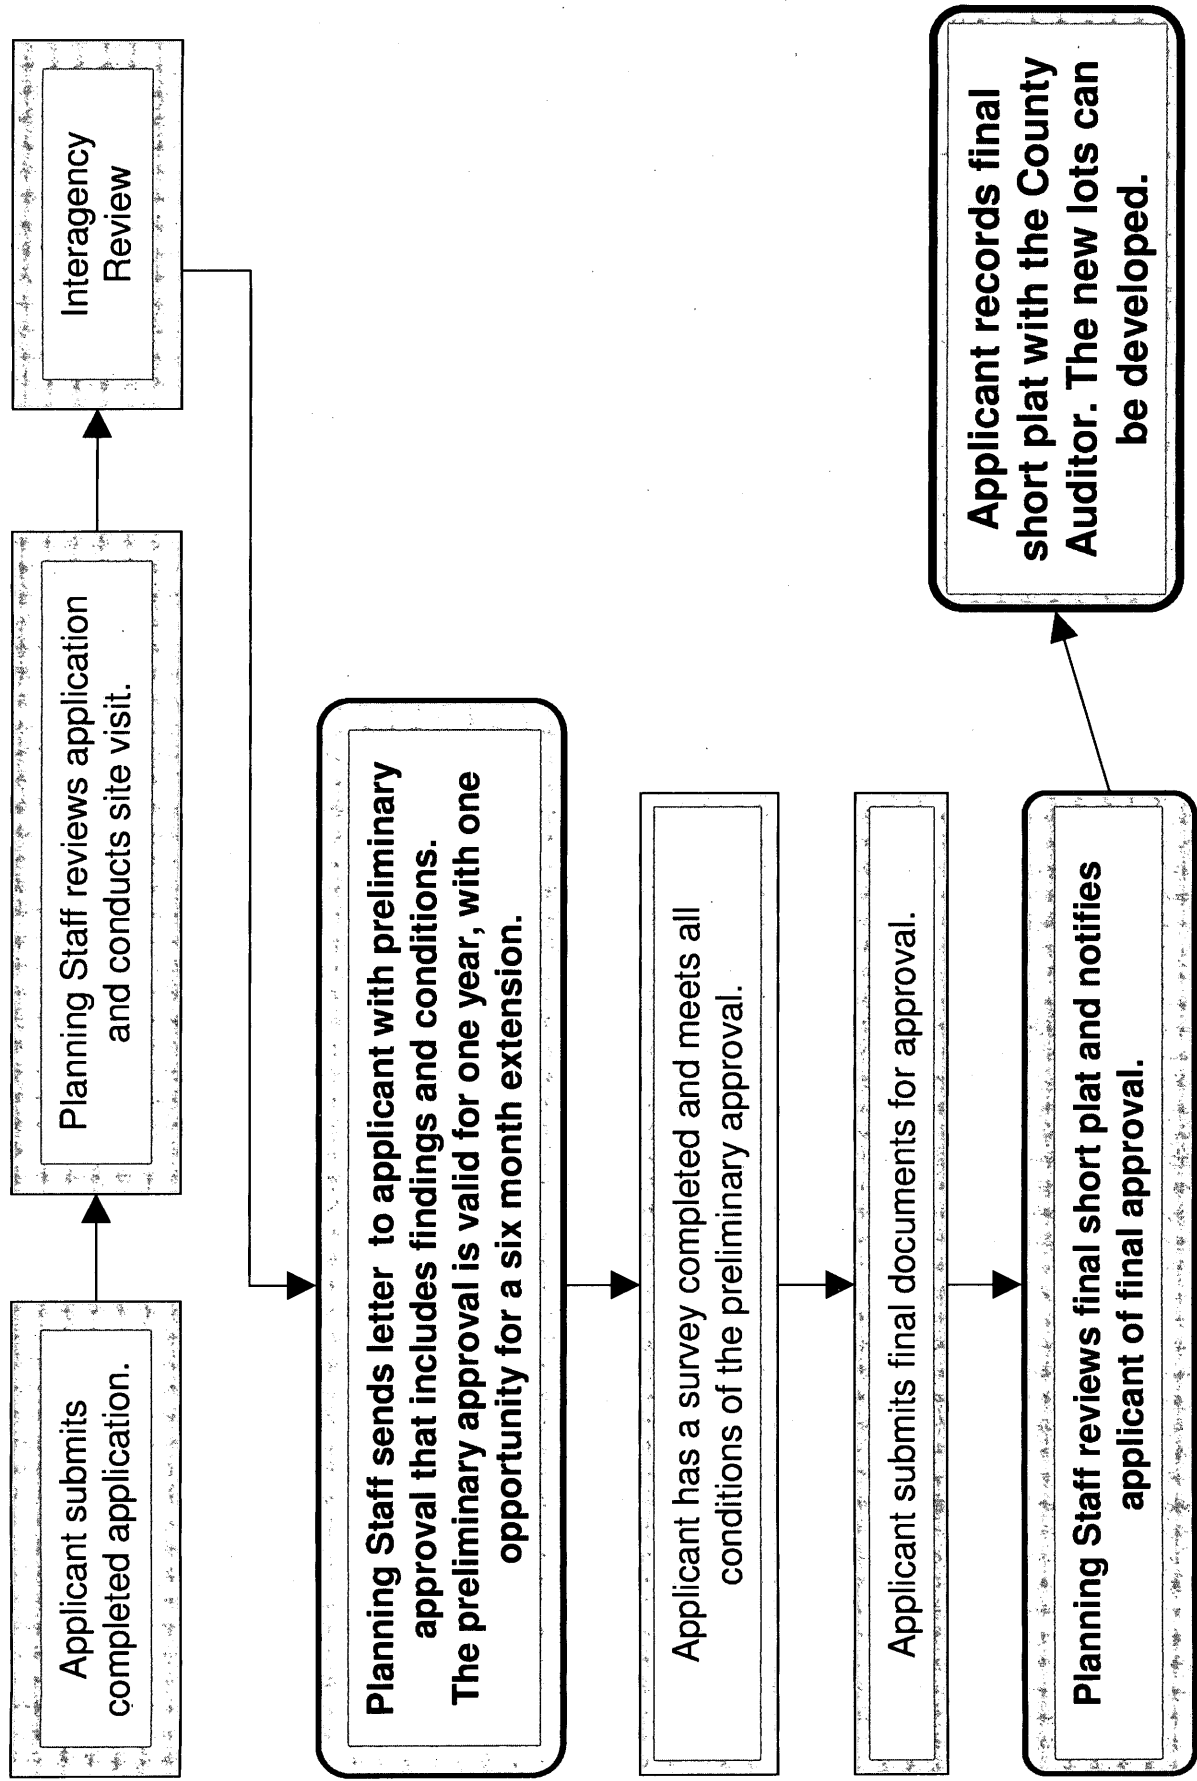 Applicant submits
completed application.
Planning Staff reviews application
and conducts site visit.
Interagency
Review
Planning Staff sends letter to applicant with preliminary
approval that includes findings and conditions.
The preliminary approval is valid for one year, with one
opportunity for a six month extension.
Applicant has a survey completed and meets all
conditions of the preliminary approval.
Applicant submits final documents for approval.
Planning Staff reviews final short plat and notifies
applicant of final approval.
Applicant records final
short plat with the County
Auditor. The new lots can
be developed.